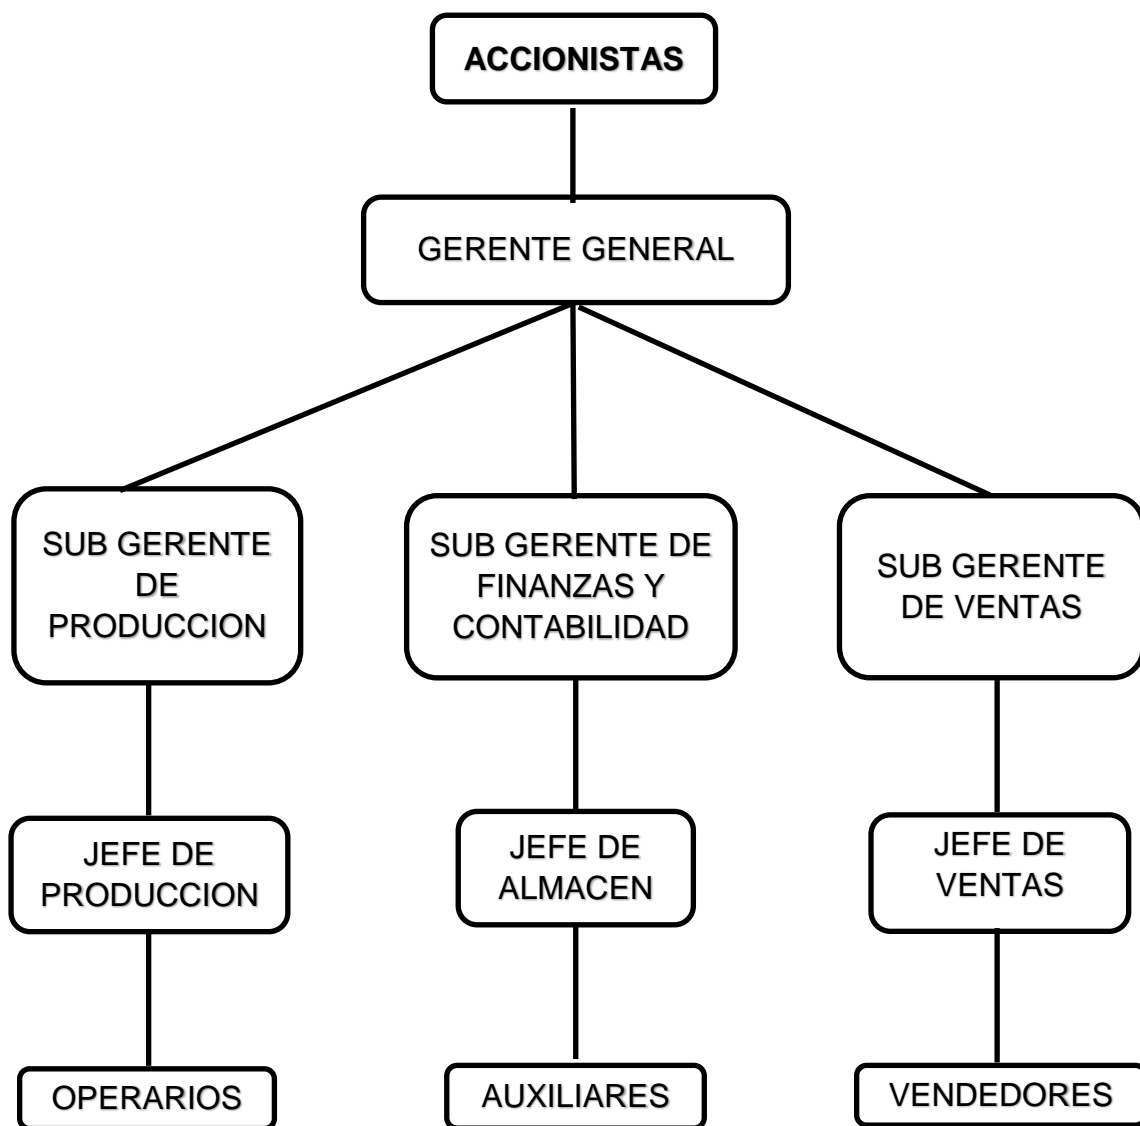 ACCIONISTAS
GERENTE GENERAL
SUB GERENTE
DE
PRODUCCION
SUB GERENTE DE
FINANZAS Y
CONTABILIDAD
SUB GERENTE
DE VENTAS
JEFE DE
PRODUCCION
JEFE DE
ALMACEN
JEFE DE
VENTAS
OPERARIOS
AUXILIARES
VENDEDORES